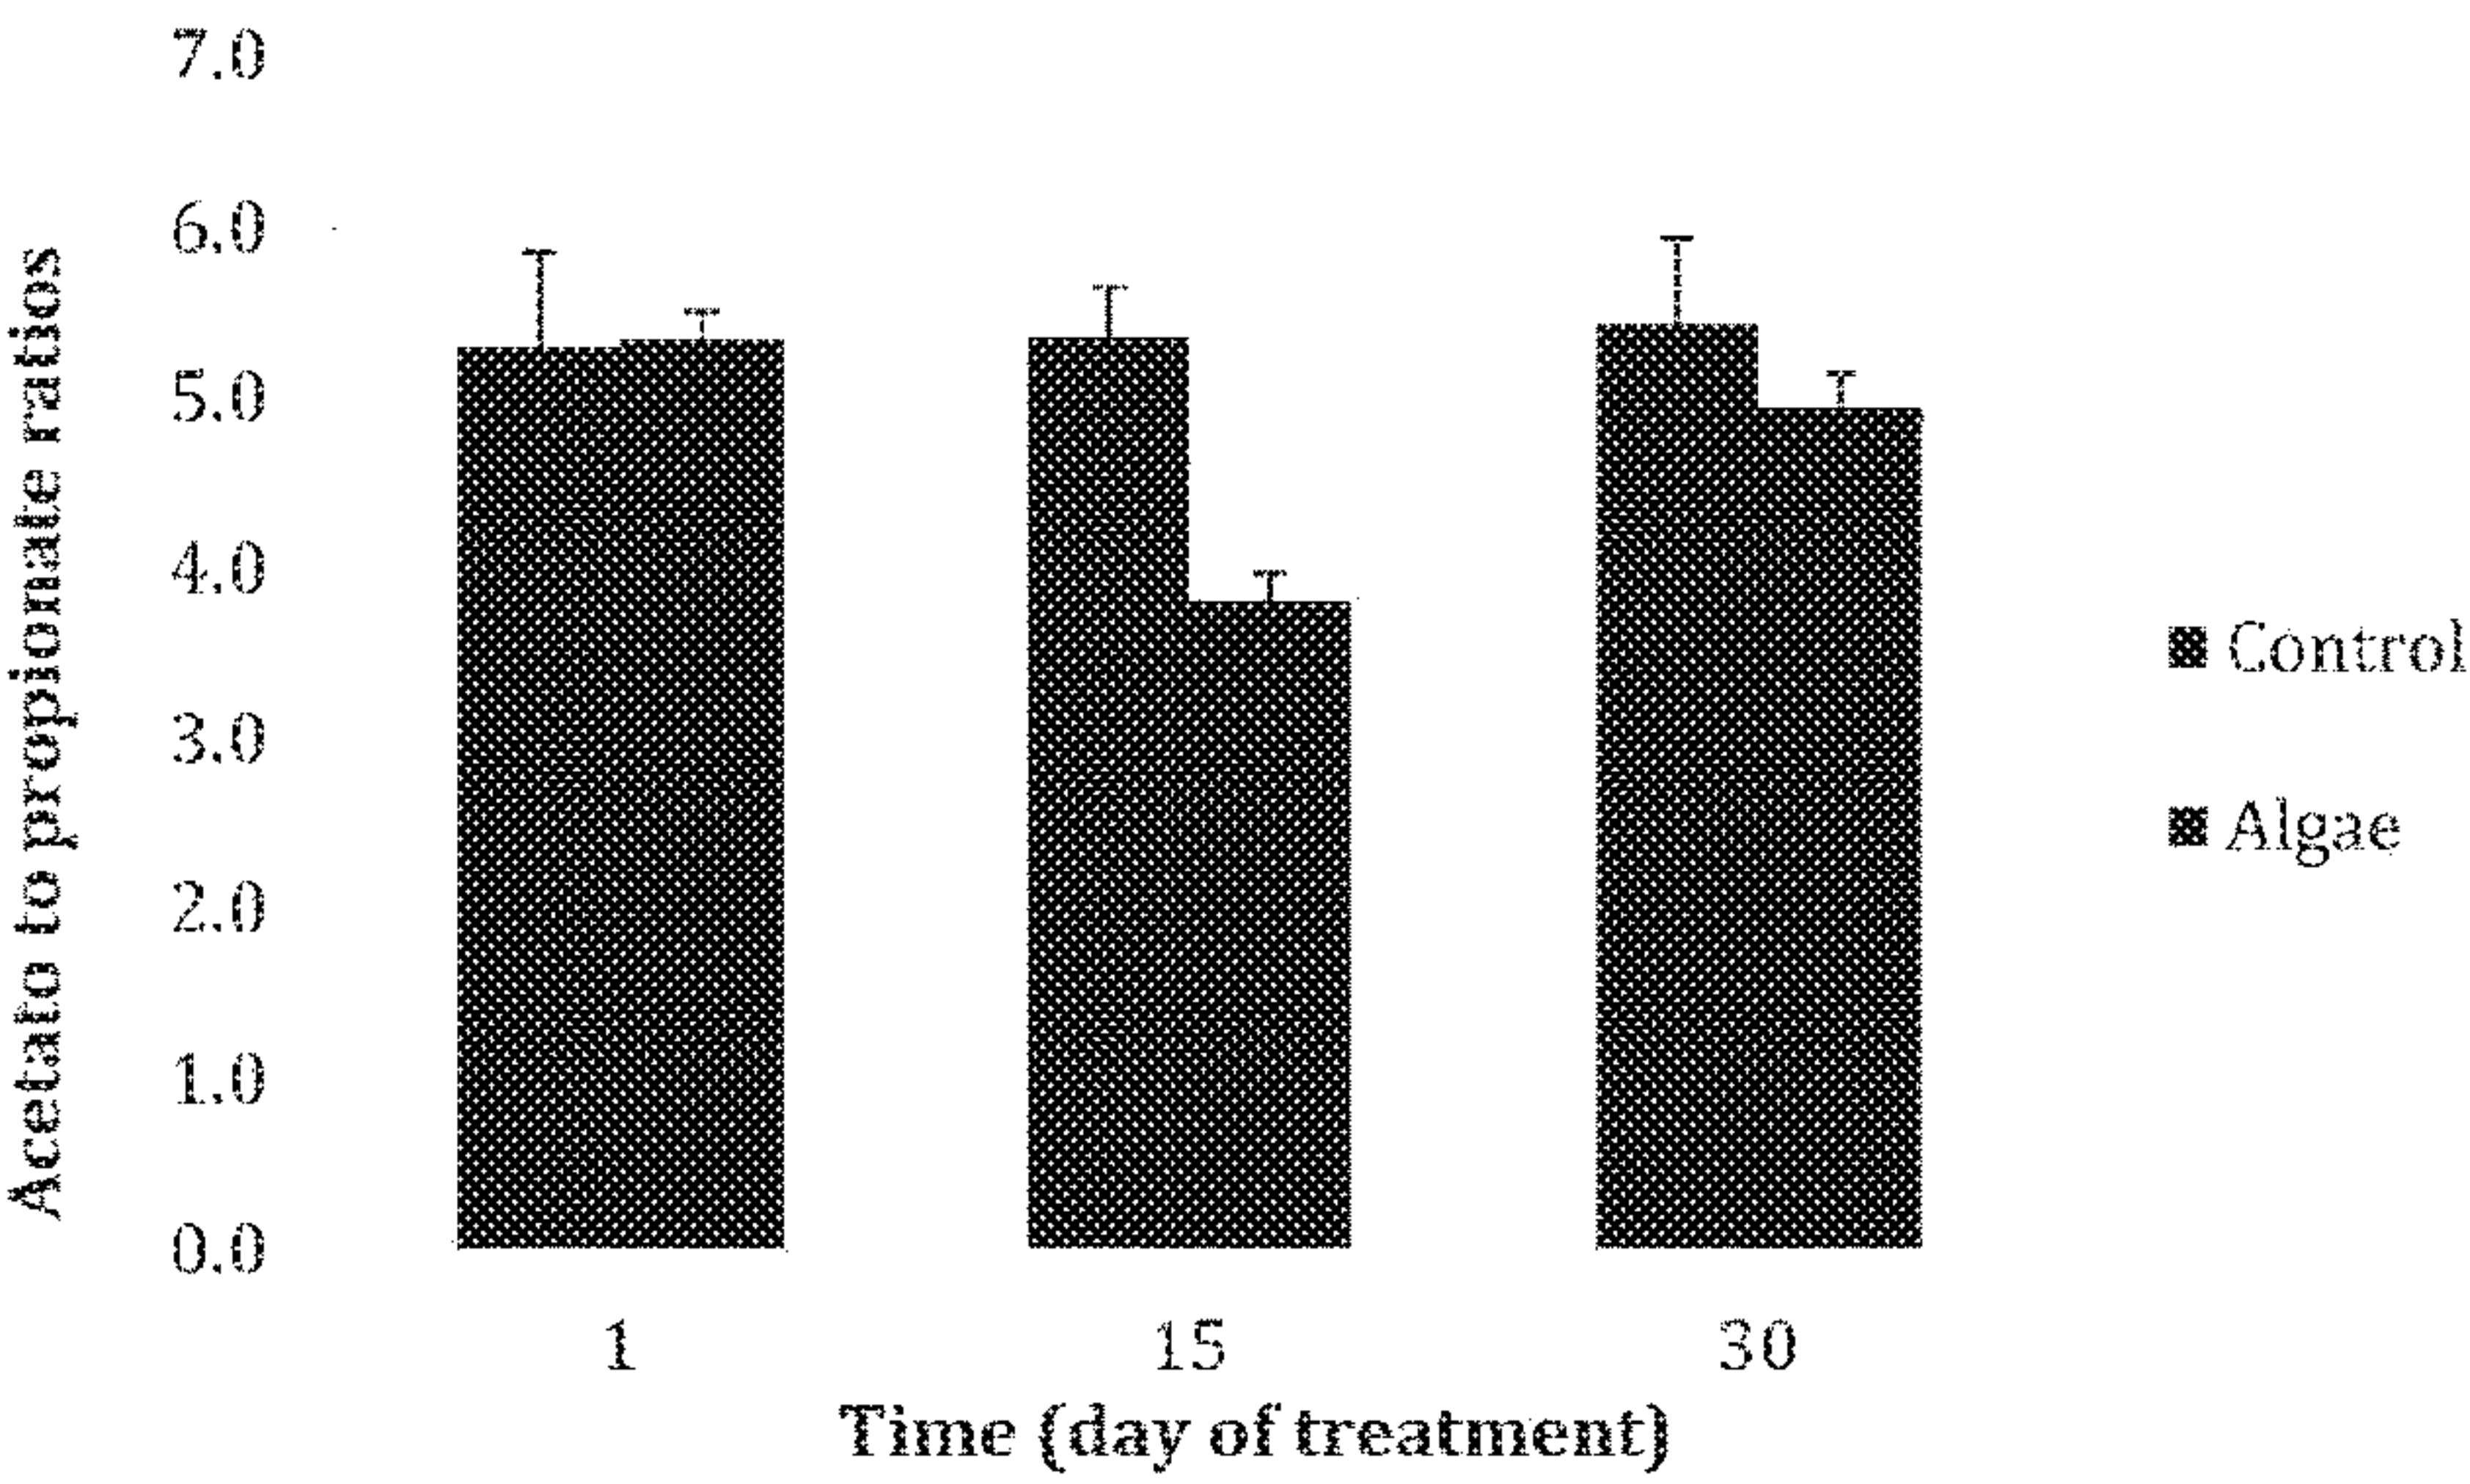 7.0
6.0
5.0
4.0
3.0
2.0
1.0
0.0
Acetato to propionate ratios
1
15
30
Time (day of treatment)
Control
Algae